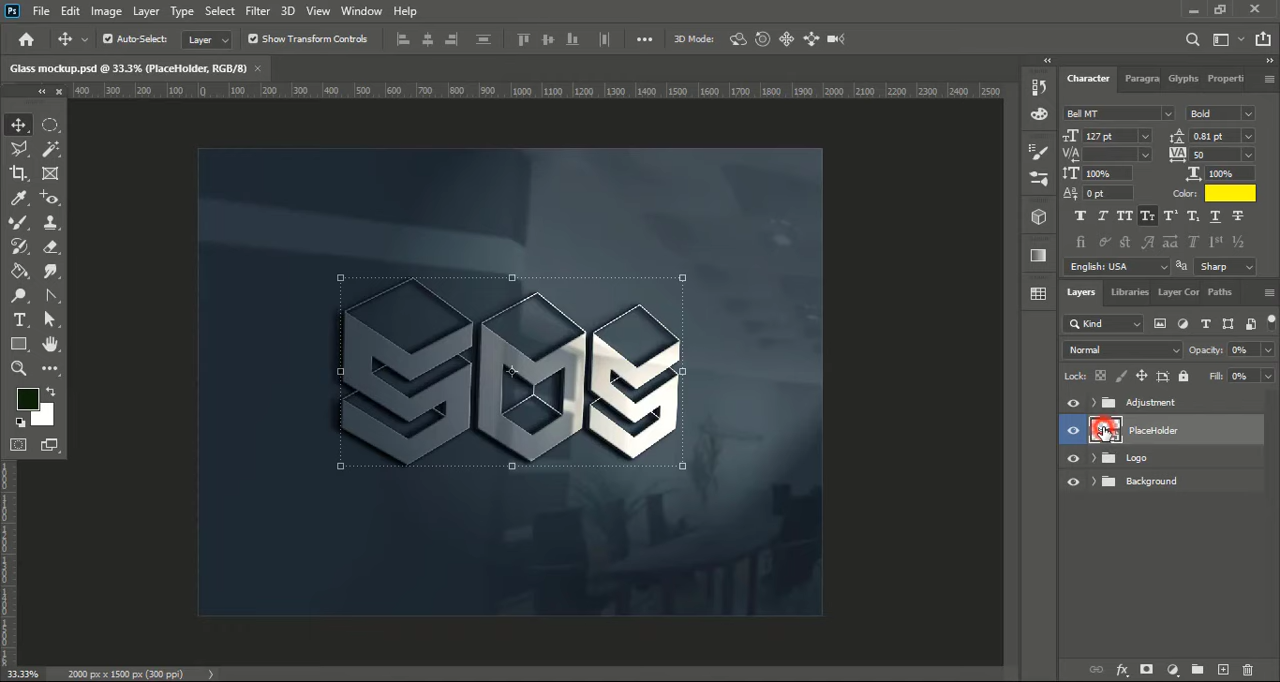 Ps File Edit Image Layer Type Select Filter 3D View Window Help
Auto-Select: Layer Show Transform Controls 3D Mode:
Glass mockup.psd @ 33.3% (PlaceHolder, RGB/8)
400 300 200 100 0 100 200 300 400 500 600 700 800 900 1000 1100 1200 1300 1400 1500 1600 1700 1800 1900 2000 2100 2200 2300 2400 2500
Character Paragra Glyphs Properti
Bell MT Bold
127 pt 0.81 pt
50
100% 100%
0 pt Color:
English: USA Sharp
Layers Libraries Layer Cor Paths
Kind
Normal Opacity: 0%
Lock: Fill: 0%
Adjustment
PlaceHolder
Logo
Background
SOS
33.33% 2000 px x 1500 px (300 ppi)